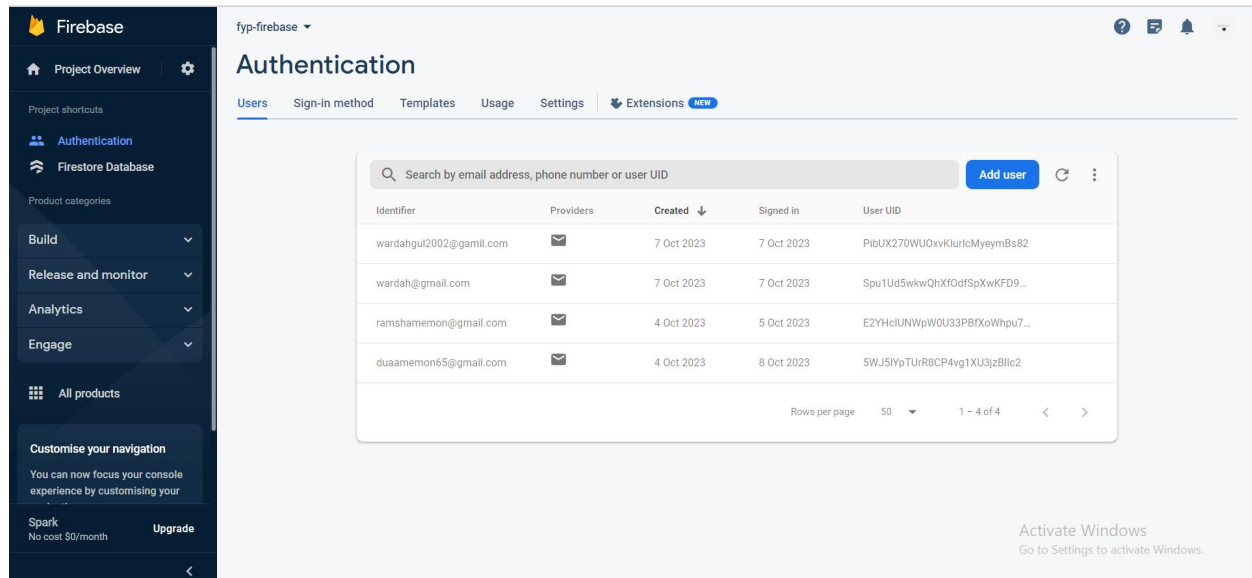 Firebase
Project Overview
Project shortcuts
Authentication
Firestore Database
Product categories
Build
Release and monitor
Analytics
Engage
All products
Customise your navigation
You can now focus your console
experience by customising your
Spark
No cost $0/month
Upgrade
fyp-firebase
Authentication
Users Sign-in method Templates Usage Settings Extensions NEW
Search by email address, phone number or user UID Add user
Identifier Providers Created Signed in User UID
wardahgul2002@gamil.com 7 Oct 2023 7 Oct 2023 PibUX270WUOxvKlurIcMyeymBs82
wardah@gmail.com 7 Oct 2023 7 Oct 2023 Spu1Ud5wkwQhXfOdfSpXwKFD9...
ramshamemon@gmail.com 4 Oct 2023 5 Oct 2023 E2YHcIUNWpW0U33PBfXoWhpu7...
duaamemon65@gmail.com 4 Oct 2023 8 Oct 2023 5WJ5lYpTUrR8CP4vg1XU3jzBIlc2
Rows per page 50 1 – 4 of 4
Activate Windows
Go to Settings to activate Windows.